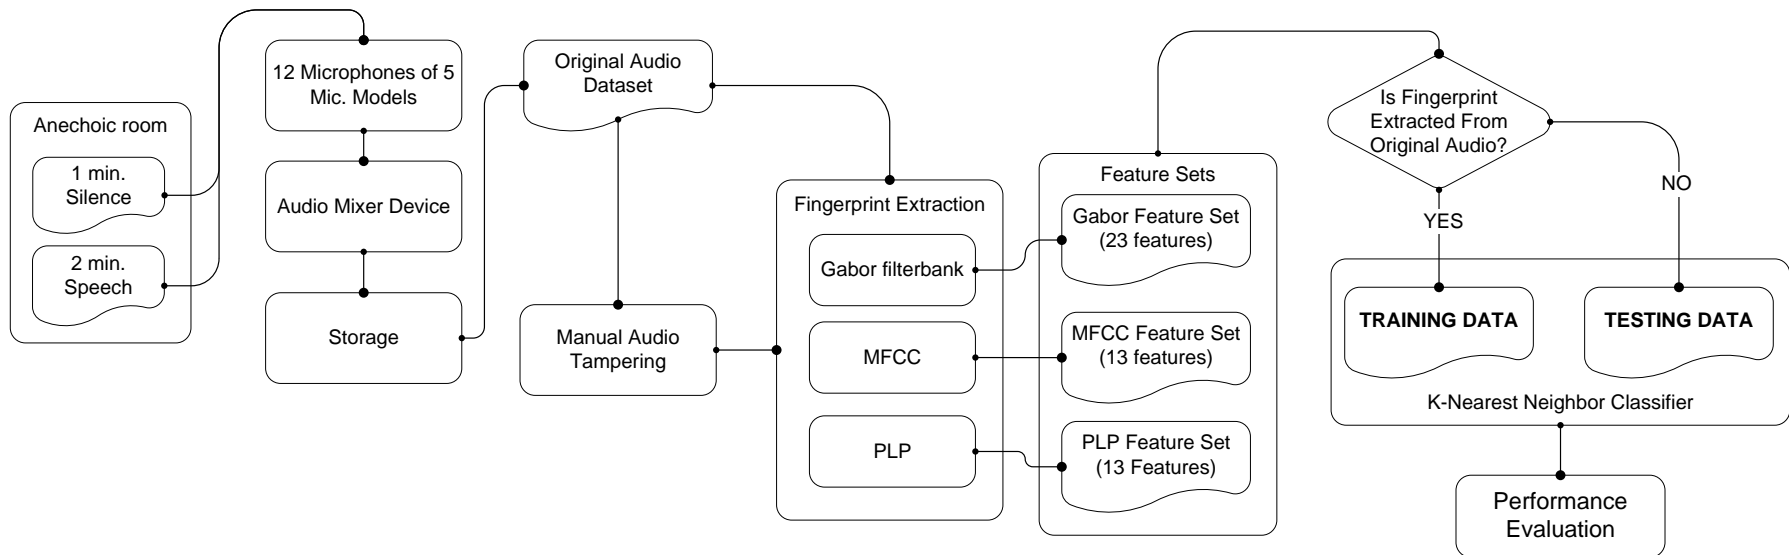 Anechoic room
1 min.
Silence
2 min.
Speech
12 Microphones of 5
Mic. Models
Audio Mixer Device
Storage
Original Audio
Dataset
Manual Audio
Tampering
Fingerprint Extraction
Gabor filterbank
MFCC
PLP
Feature Sets
Gabor Feature Set
(23 features)
MFCC Feature Set
(13 features)
PLP Feature Set
(13 Features)
Is Fingerprint
Extracted From
Original Audio?
YES
NO
TRAINING DATA
TESTING DATA
K-Nearest Neighbor Classifier
Performance
Evaluation